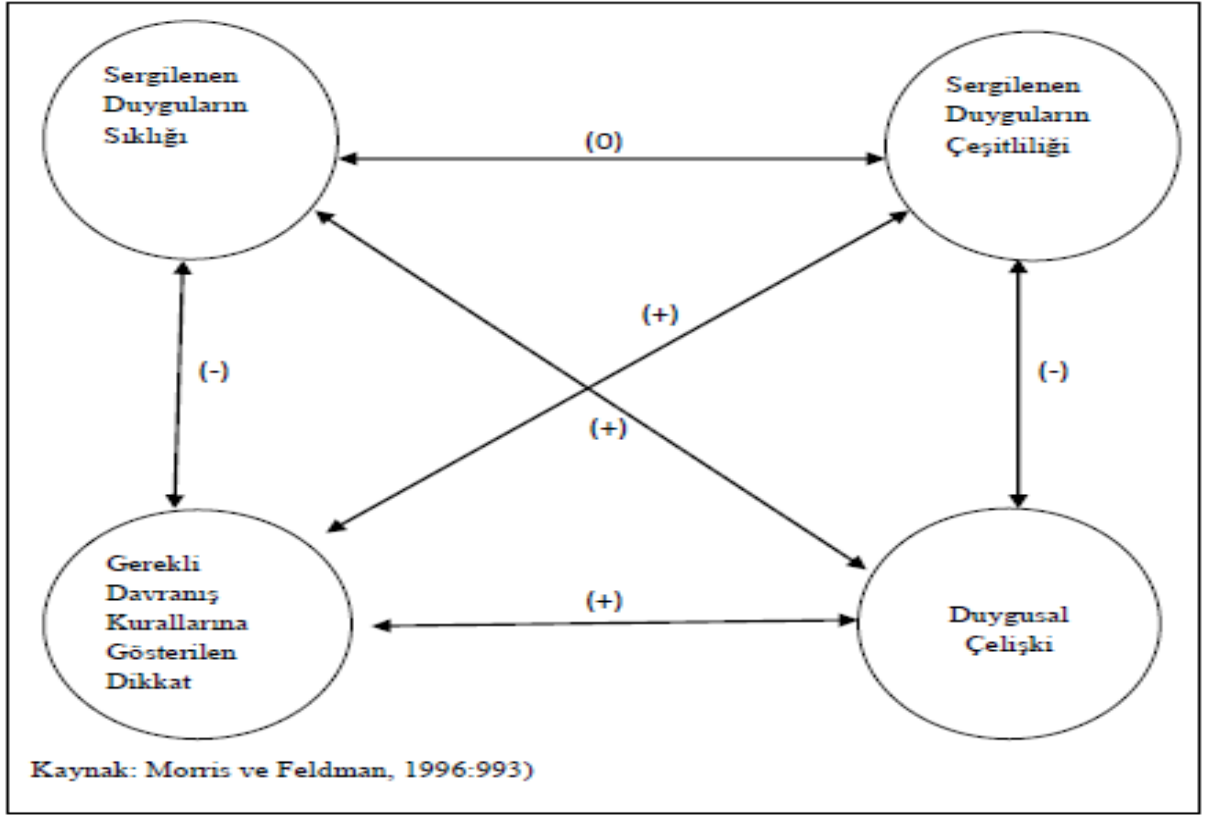 Sergilenen
Duyguların
Sıklığı
Sergilenen
Duyguların
Çeşitliliği
(0)
(+)
(-)
(-)
(+)
Gerekli
Davranış
Kurallarına
Gösterilen
Dikkat
(+)
Duygusal
Çelişki
Kaynak: Morris ve Feldman, 1996:993)